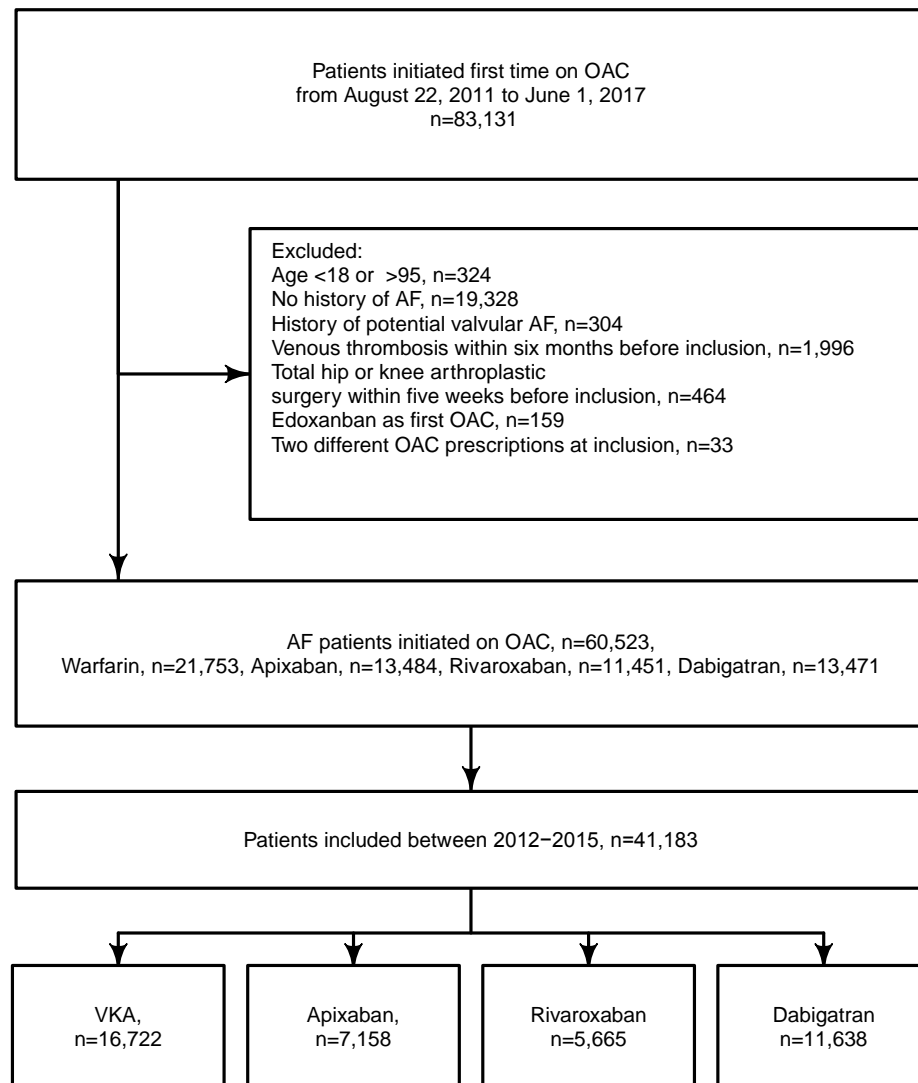 Patients initiated first time on OAC
from August 22, 2011 to June 1, 2017
n=83,131
Excluded:
Age <18 or  >95, n=324
No history of AF, n=19,328
History of potential valvular AF, n=304
Venous thrombosis within six months before inclusion, n=1,996
Total hip or knee arthroplastic
surgery within five weeks before inclusion, n=464
Edoxanban as first OAC, n=159
Two different OAC prescriptions at inclusion, n=33
AF patients initiated on OAC, n=60,523,
Warfarin, n=21,753, Apixaban, n=13,484, Rivaroxaban, n=11,451, Dabigatran, n=13,471
Patients included between 2012−2015, n=41,183
VKA,
n=16,722
Apixaban,
n=7,158
Rivaroxaban
n=5,665
Dabigatran
n=11,638